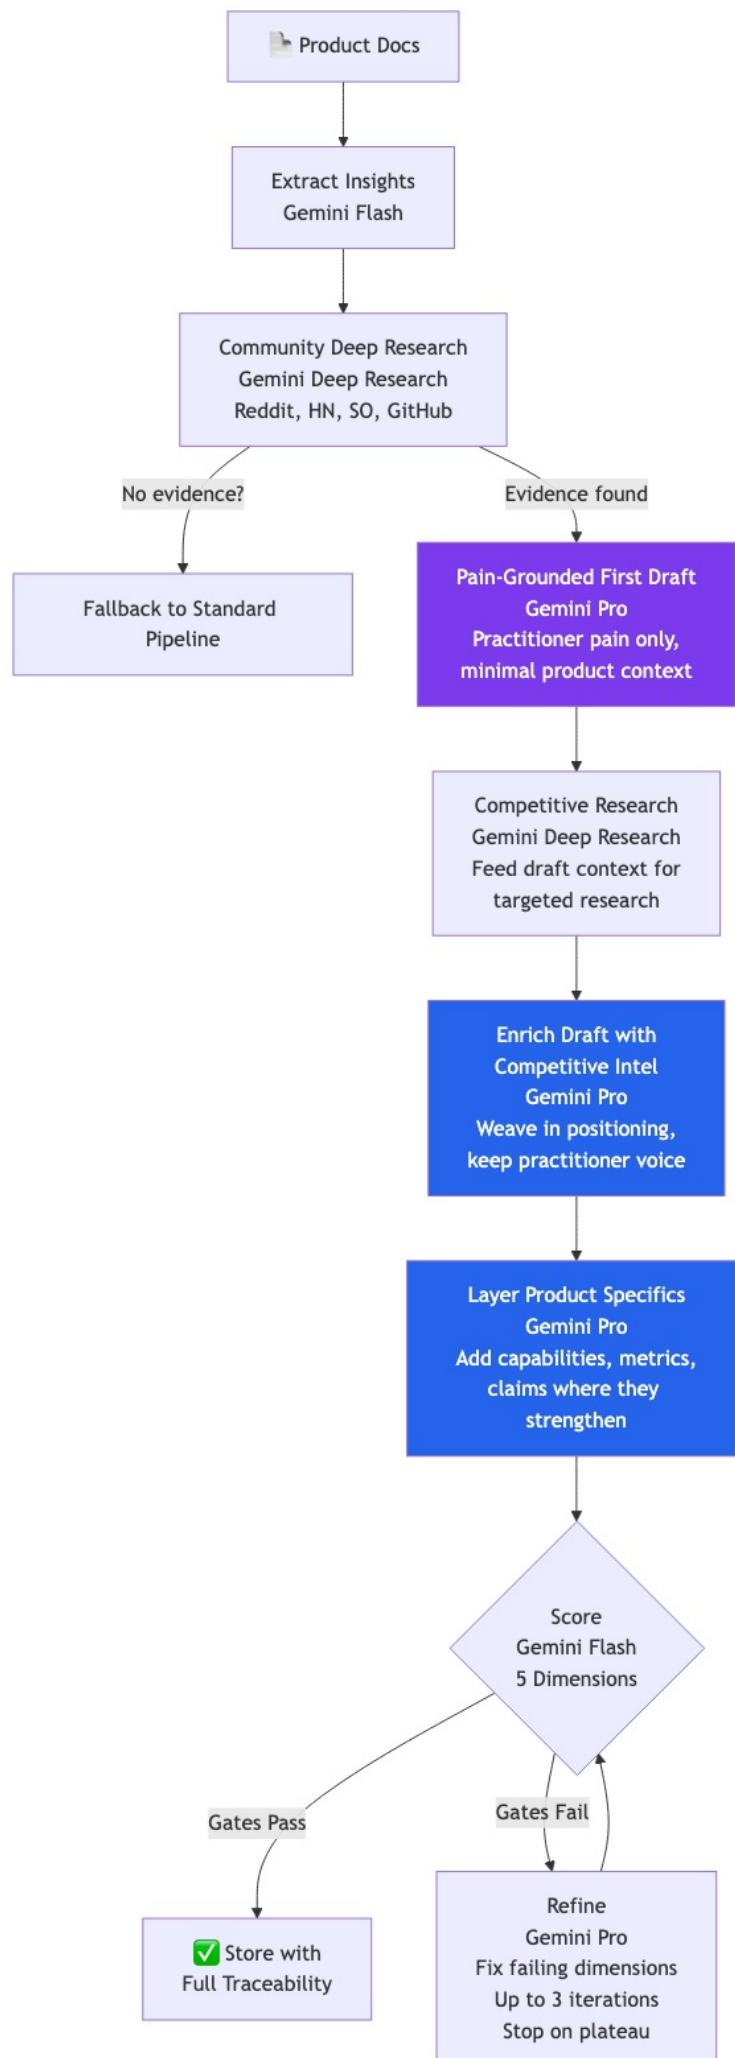 Product Docs
Extract Insights
Gemini Flash
Community Deep Research
Gemini Deep Research
Reddit, HN, SO, GitHub
No evidence?
Evidence found
Fallback to Standard
Pipeline
Pain-Grounded First Draft
Gemini Pro
Practitioner pain only,
minimal product context
Competitive Research
Gemini Deep Research
Feed draft context for
targeted research
Enrich Draft with
Competitive Intel
Gemini Pro
Weave in positioning,
keep practitioner voice
Layer Product Specifics
Gemini Pro
Add capabilities, metrics,
claims where they
strengthen
Score
Gemini Flash
5 Dimensions
Gates Pass
Gates Fail
Store with
Full Traceability
Refine
Gemini Pro
Fix failing dimensions
Up to 3 iterations
Stop on plateau